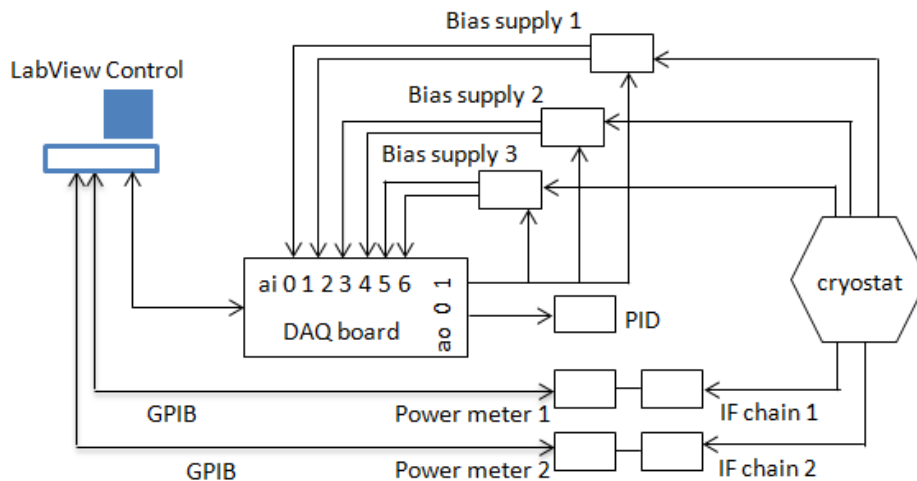 Bias supply 1
LabView Control
Bias supply 2
Bias supply 3
ai 0 1 2 3 4 5 6
ao 0 1
DAQ board
cryostat
PID
GPIB
Power meter 1
IF chain 1
GPIB
Power meter 2
IF chain 2